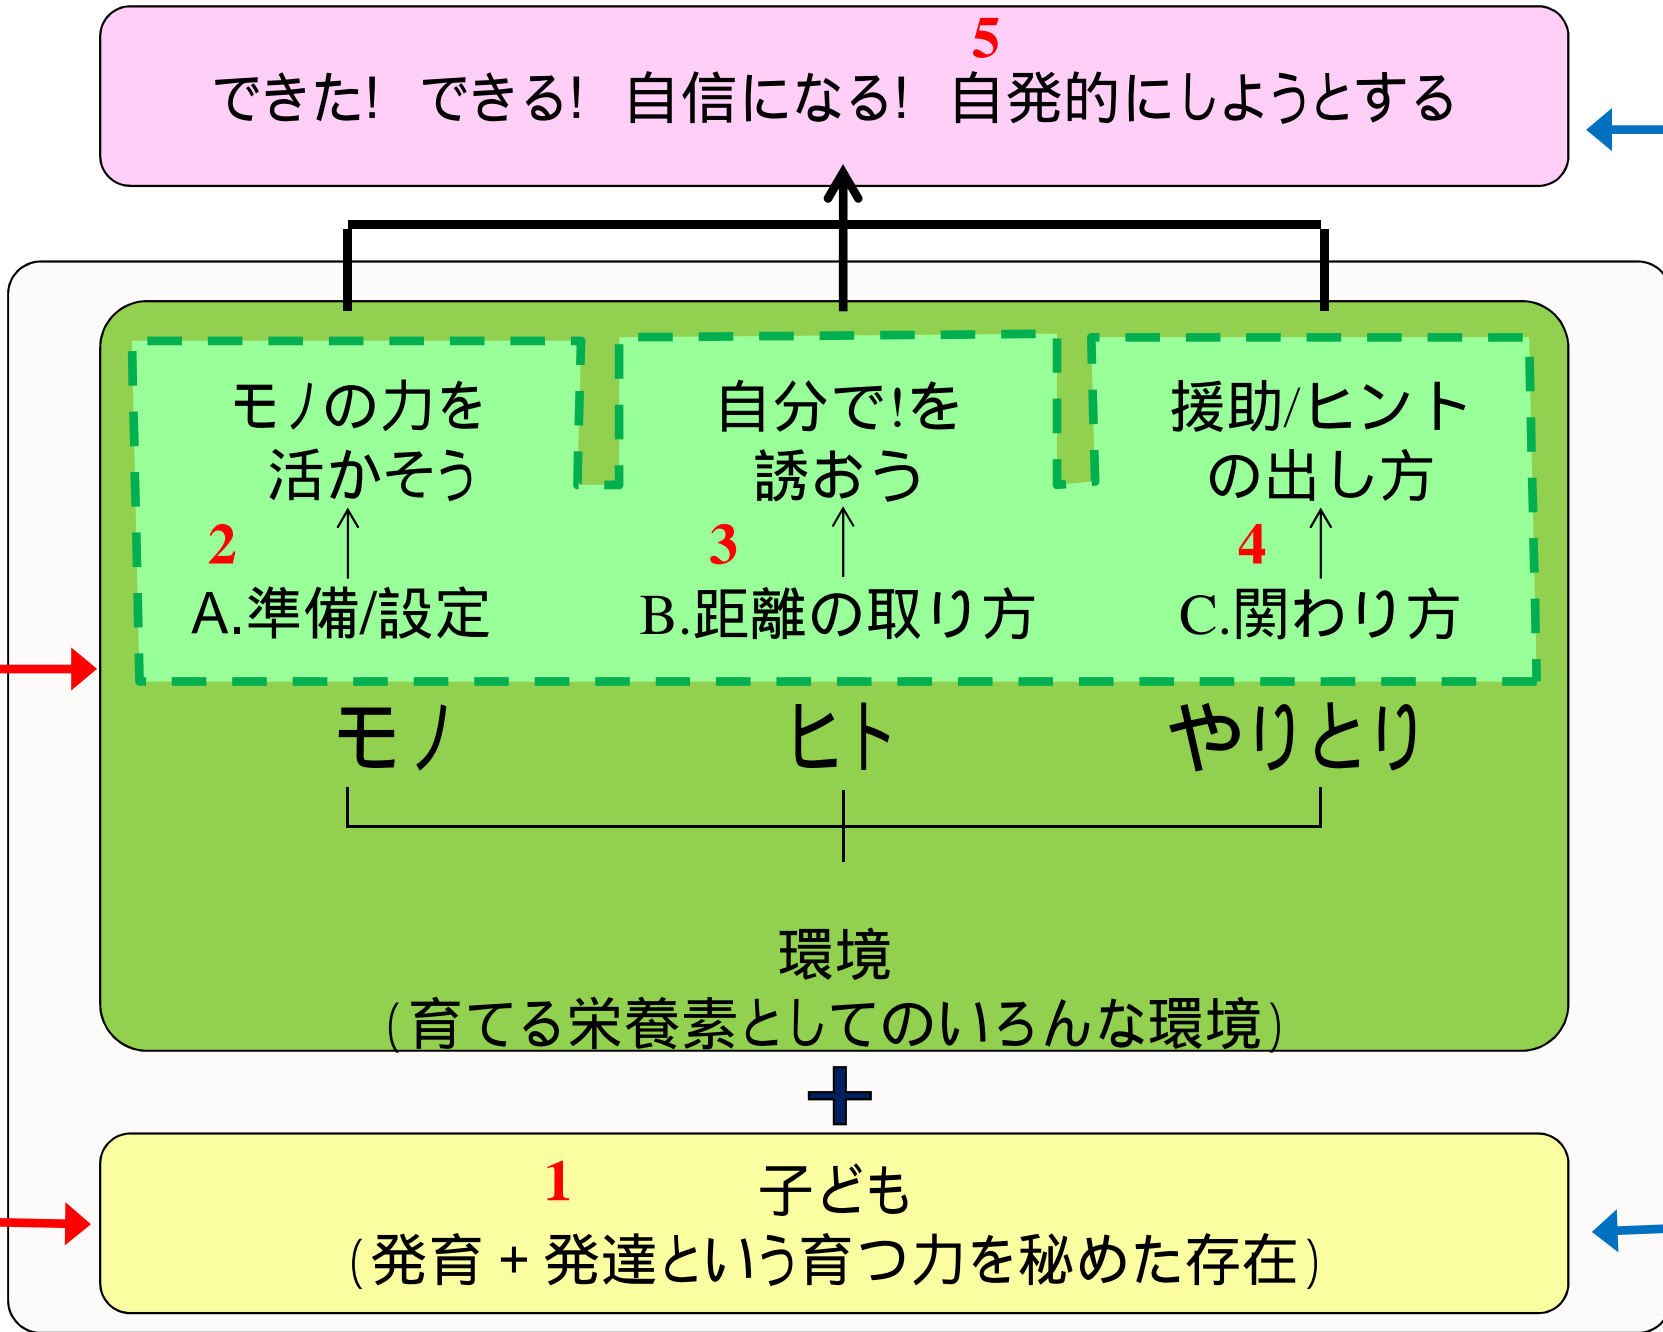 5
できた! できる! 自信になる! 自発的にしようとする
モノの力を
活かそう
自分で!を
誘おう
援助/ヒント
の出し方
2
3
4
A.準備/設定
B.距離の取り方
C.関わり方
モノ
ヒト
やりとり
環境
(育てる栄養素としてのいろんな環境)
+
1
子ども
(発育 + 発達という育つ力を秘めた存在)